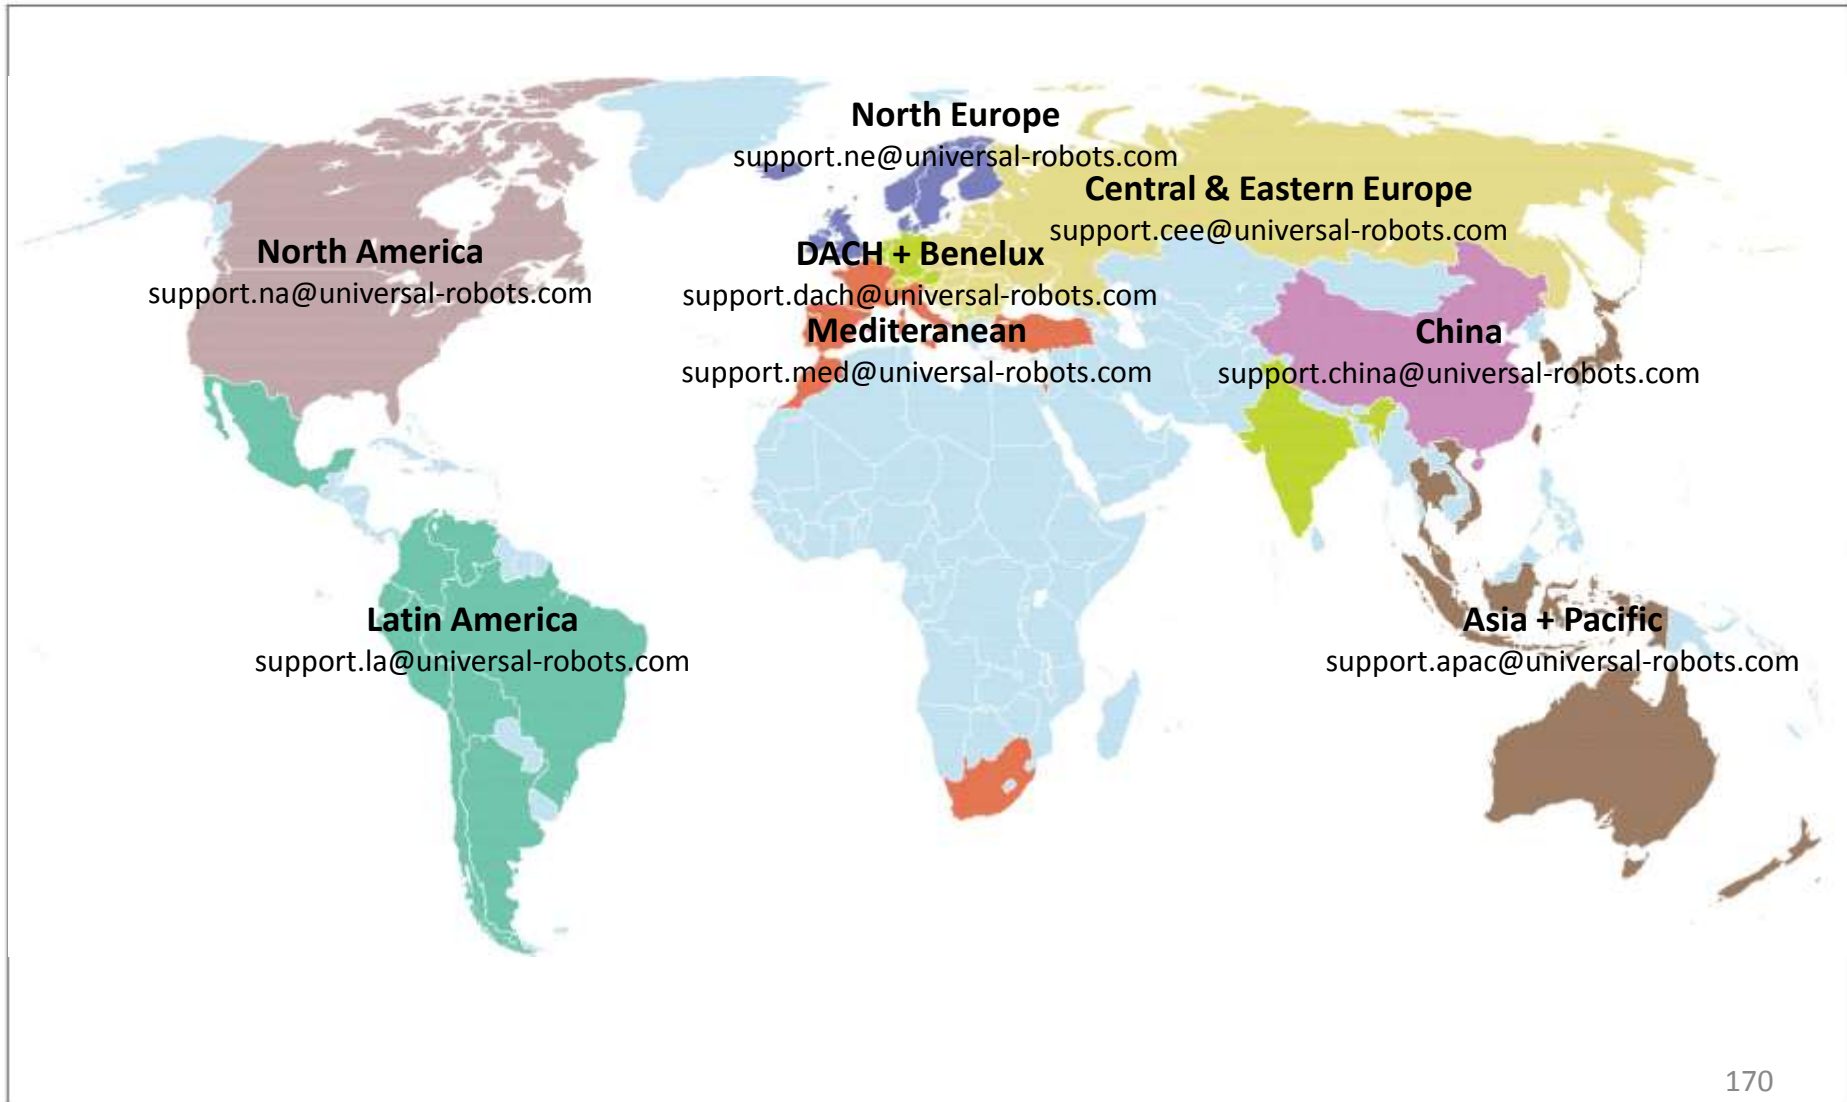 North Europe
support.ne@universal-robots.com
Central & Eastern Europe
support.cee@universal-robots.com
North America
support.na@universal-robots.com
DACH + Benelux
support.dach@universal-robots.com
Mediteranean
support.med@universal-robots.com
China
support.china@universal-robots.com
Latin America
support.la@universal-robots.com
Asia + Pacific
support.apac@universal-robots.com
170